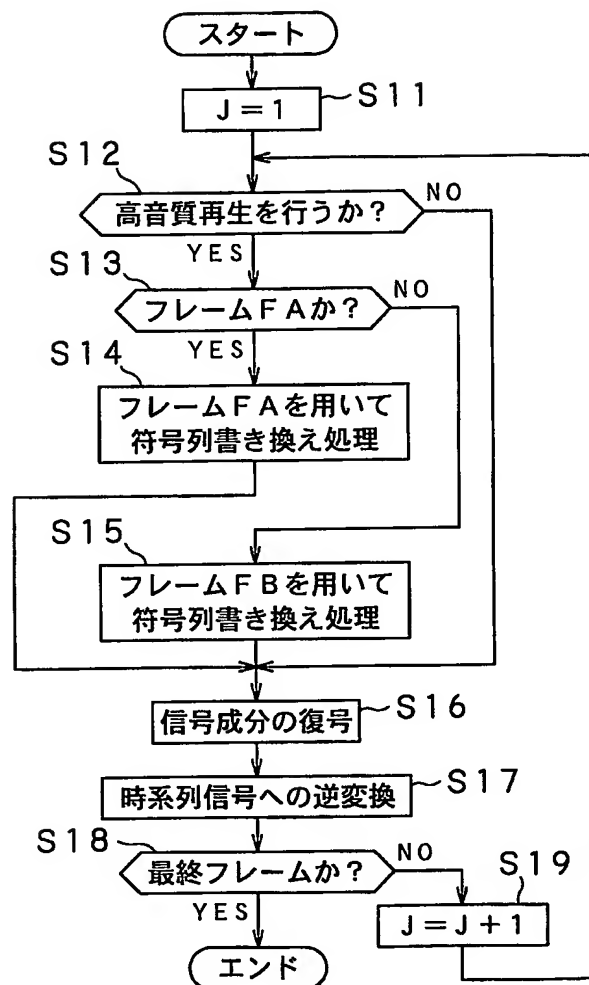 スタート
J＝1
S11
S12
高音質再生を行うか？
NO
YES
S13
フレームＦＡか？
NO
YES
S14
フレームＦＡを用いて
符号列書き換え処理
S15
フレームＦＢを用いて
符号列書き換え処理
信号成分の復号
S16
時系列信号への逆変換
S17
S18
最終フレームか？
NO
YES
S19
J＝J＋1
エンド